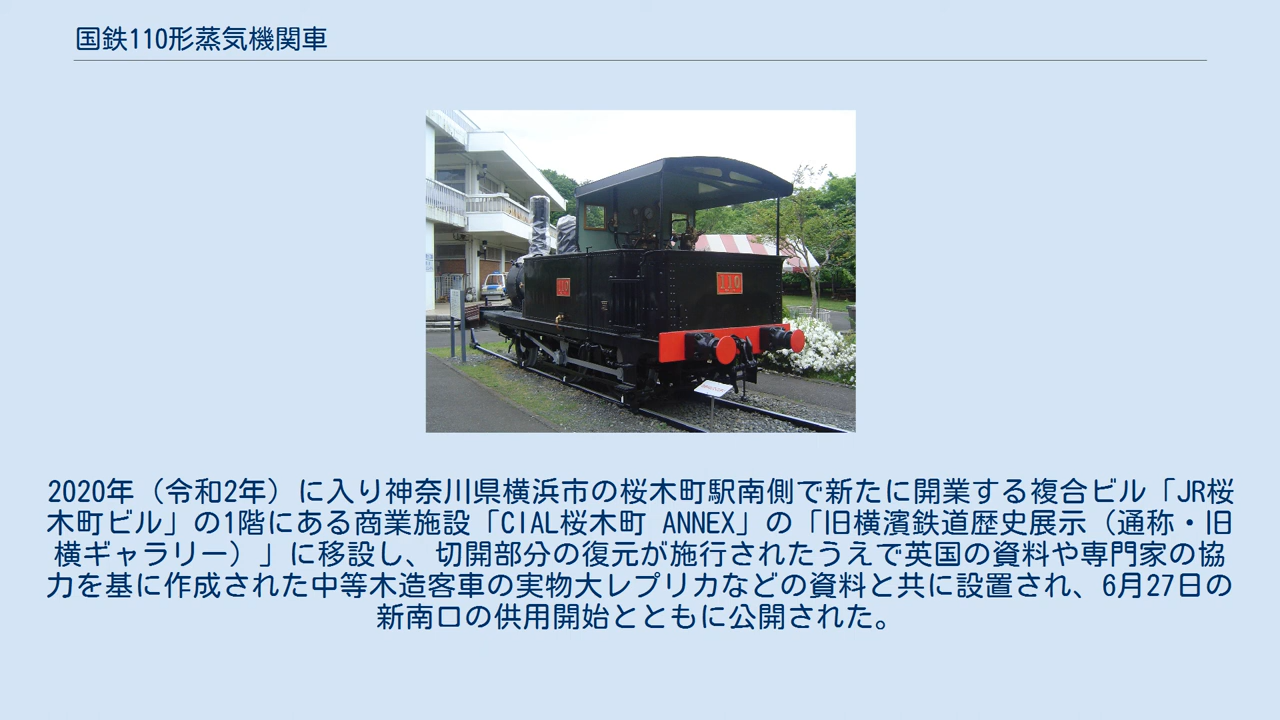 国鉄110形蒸気機関車
110
110
2020年（令和2年）に入り神奈川県横浜市の桜木町駅南側で新たに開業する複合ビル「JR桜
木町ビル」の1階にある商業施設「CIAL桜木町 ANNEX」の「旧横濱鉄道歴史展示（通称・旧
横ギャラリー）」に移設し、切開部分の復元が施行されたうえで英国の資料や専門家の協
力を基に作成された中等木造客車の実物大レプリカなどの資料と共に設置され、6月27日の
新南口の供用開始とともに公開された。